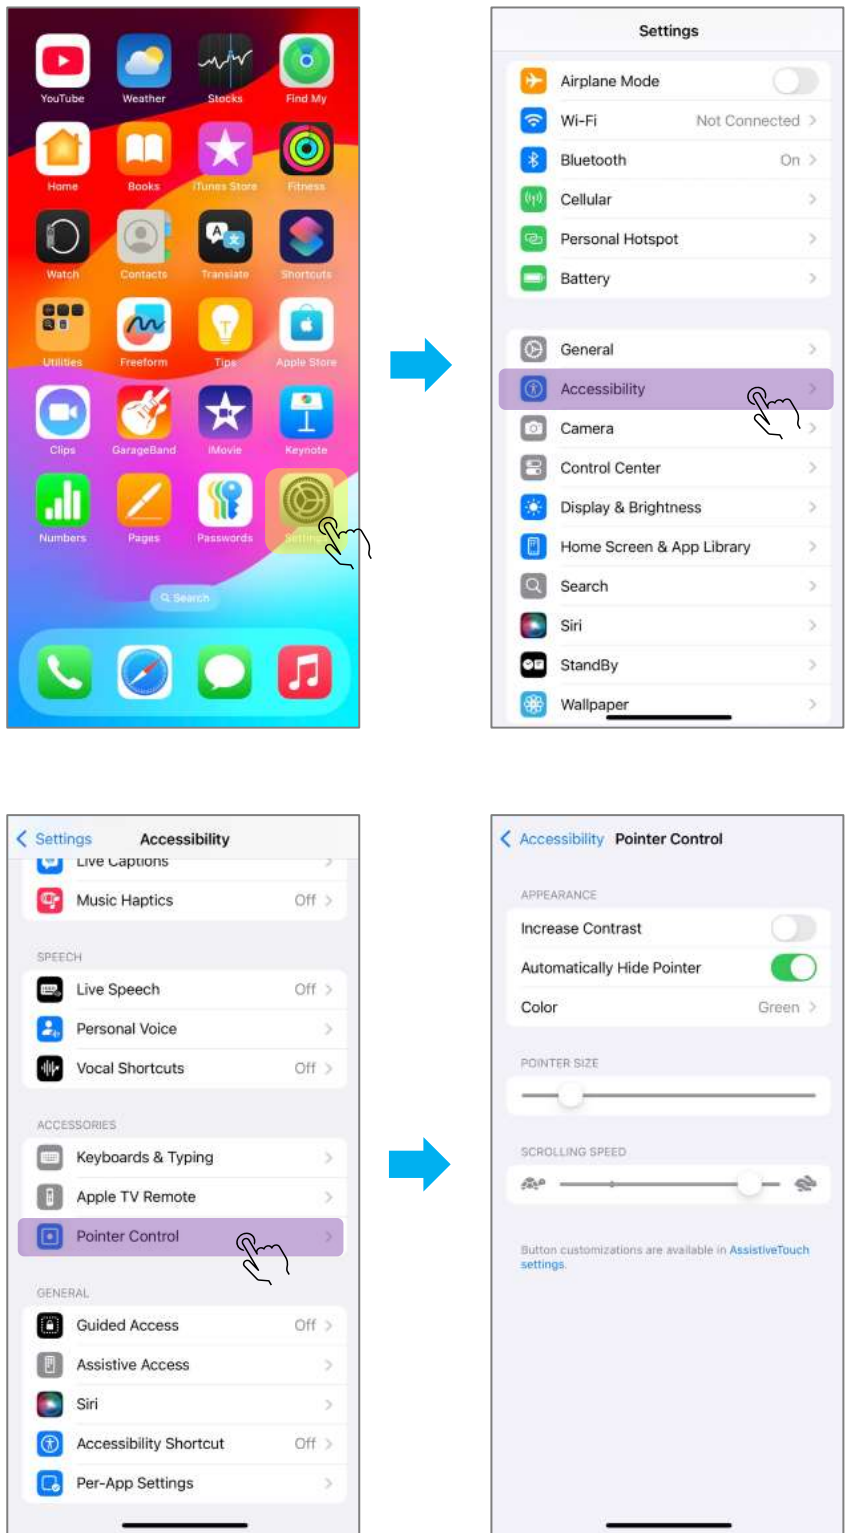 YouTube Weather Stocks Find My
Home Books iTunes Store Fitness
Watch Contacts Translate Shortcuts
Utilities Freeform Tips Apple Store
Clips GarageBand iMovie Keynote
Numbers Pages Passwords Settings
Search
Settings
Airplane Mode
Wi-Fi Not Connected
Bluetooth On
Cellular
Personal Hotspot
Battery
General
Accessibility
Camera
Control Center
Display & Brightness
Home Screen & App Library
Search
Siri
StandBy
Wallpaper
Settings Accessibility
Live Captions
Music Haptics Off
SPEECH
Live Speech Off
Personal Voice
Vocal Shortcuts Off
ACCESSORIES
Keyboards & Typing
Apple TV Remote
Pointer Control
GENERAL
Guided Access Off
Assistive Access
Siri
Accessibility Shortcut Off
Per-App Settings
Accessibility Pointer Control
APPEARANCE
Increase Contrast
Automatically Hide Pointer
Color Green
POINTER SIZE
SCROLLING SPEED
Button customizations are available in AssistiveTouch
settings.